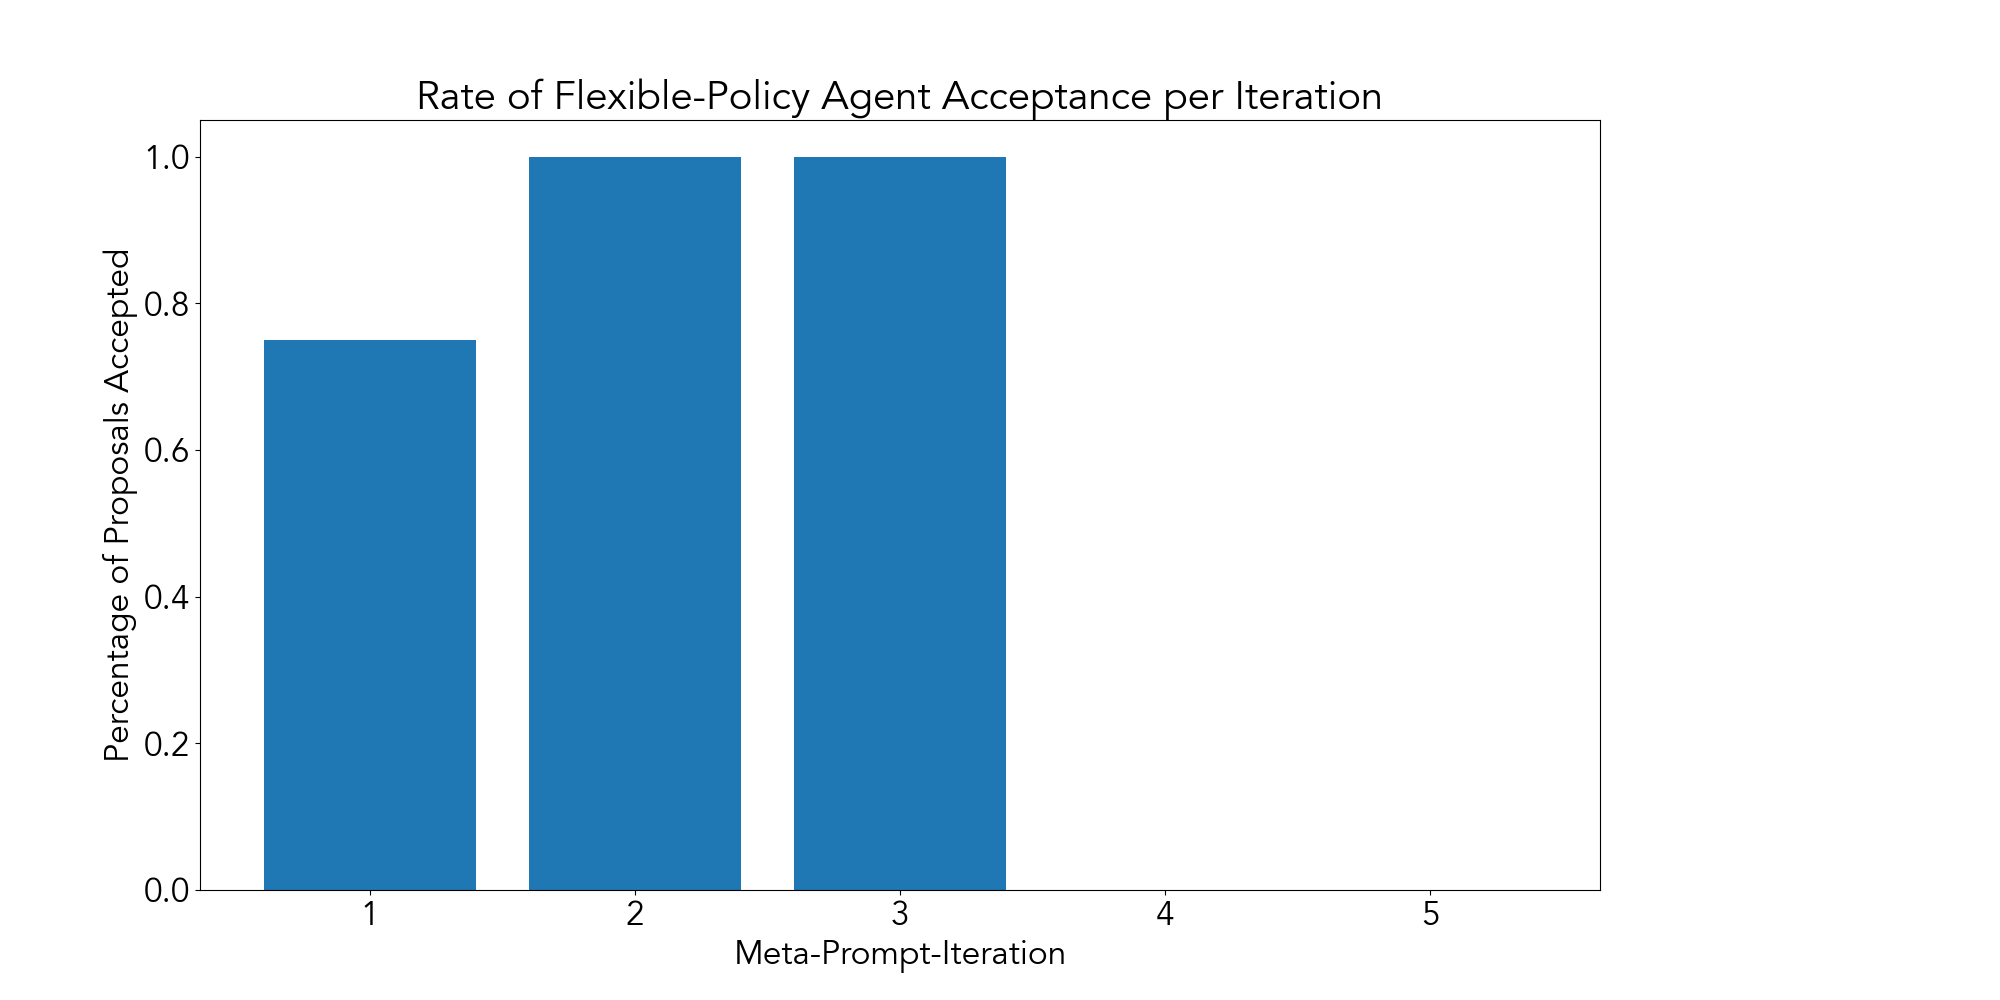 Rate of Flexible-Policy Agent Acceptance per Iteration
Percentage of Proposals Accepted
1.0
0.8
0.6
0.4
0.2
0.0
1 2 3 4 5
Meta-Prompt-Iteration